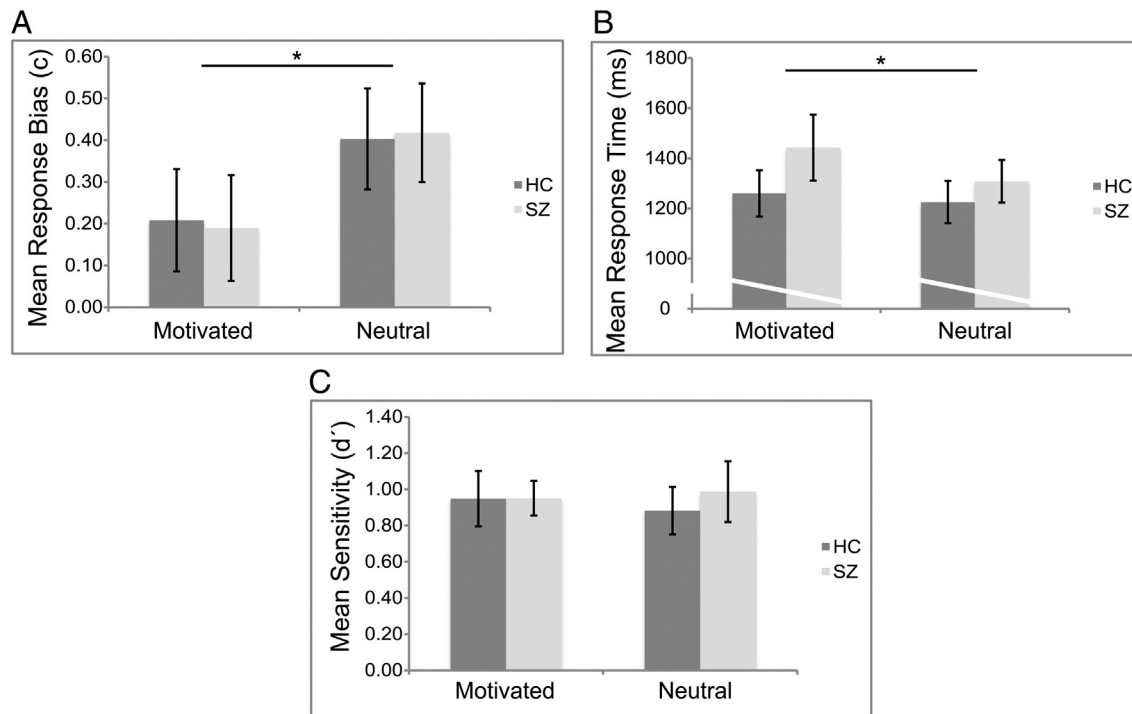 A
Mean Response Bias (c)
0.60
0.50
0.40
0.30
0.20
0.10
0.00
*
HC
SZ
Motivated
Neutral
B
Mean Response Time (ms)
1800
1600
1400
1200
1000
0
*
HC
SZ
Motivated
Neutral
C
Mean Sensitivity (d´)
1.40
1.20
1.00
0.80
0.60
0.40
0.20
0.00
HC
SZ
Motivated
Neutral